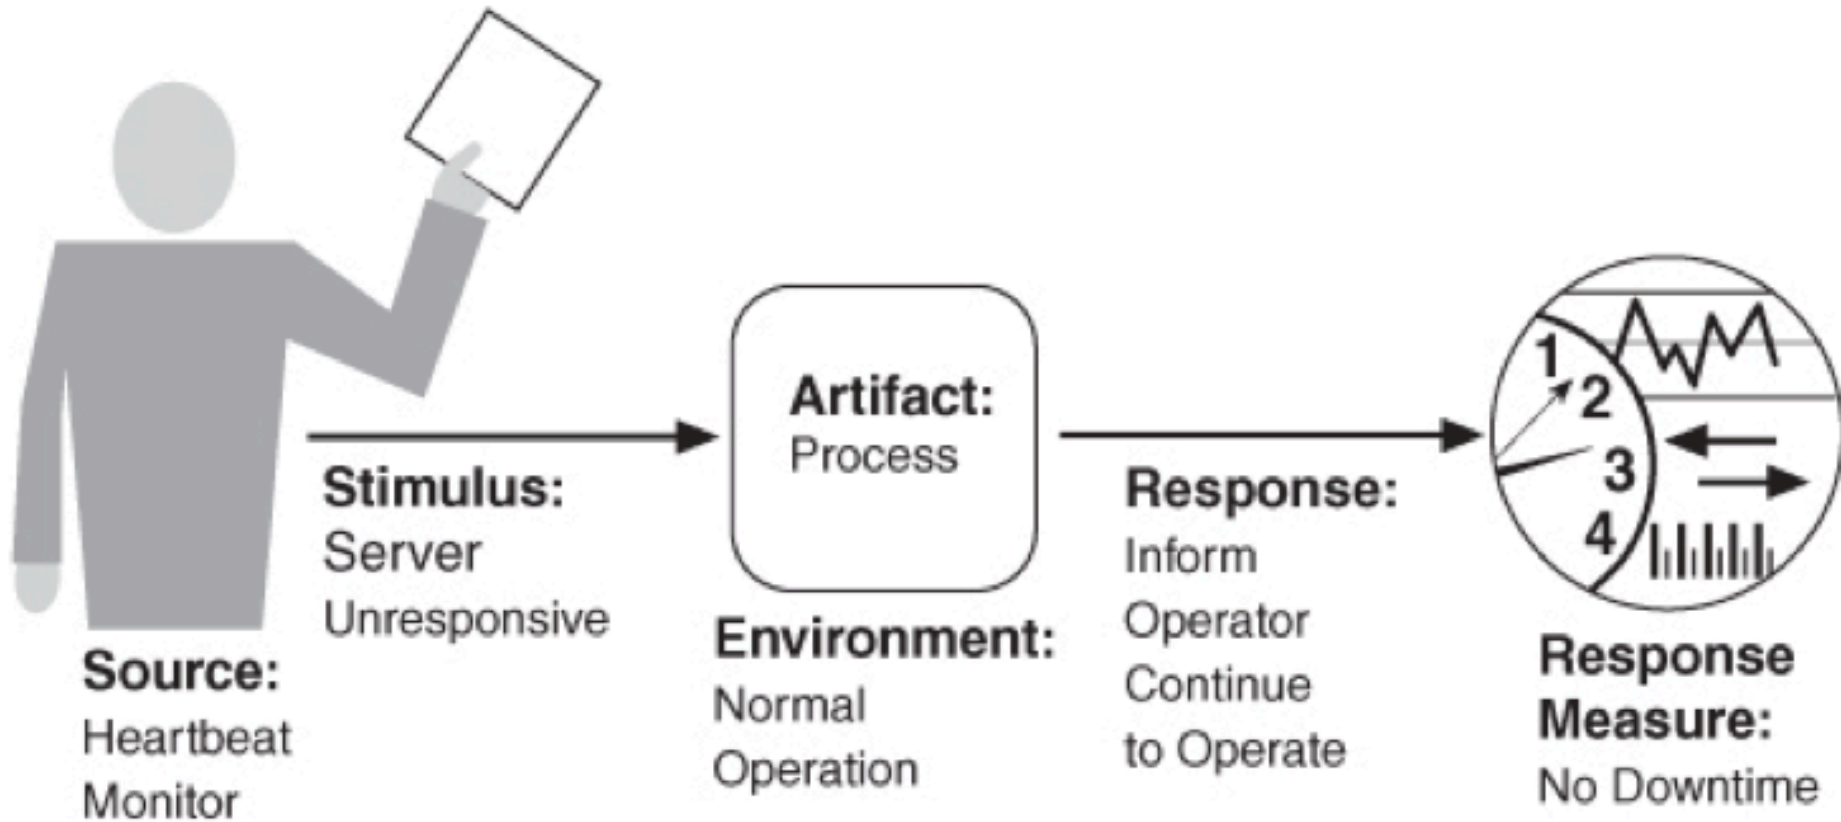 Source:
Heartbeat
Monitor
Stimulus:
Server
Unresponsive
Artifact:
Process
Environment:
Normal
Operation
Response:
Inform
Operator
Continue
to Operate
1
2
3
4
Response
Measure:
No Downtime